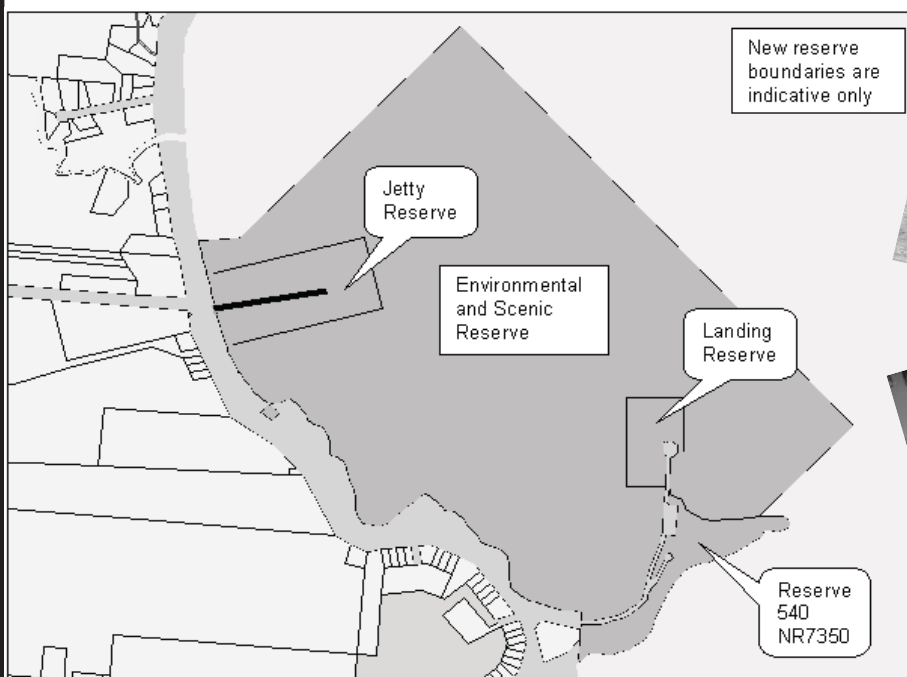 New reserve
boundaries are
indicative only
Jetty
Reserve
Environmental
and Scenic
Reserve
Landing
Reserve
Reserve
540
NR7350